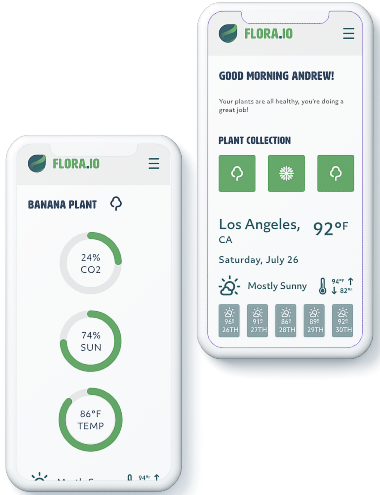 FLORA.IO
GOOD MORNING ANDREW!
Your plants are all healthy, you're doing a
great job!
PLANT COLLECTION
Los Angeles,
CA
92°F
Saturday, July 26
Mostly Sunny
94°F ↑
↓ 82°F
96° 91° 86° 89° 92°
26TH 27TH 28TH 29TH 30TH
FLORA.IO
BANANA PLANT
24%
CO2
74%
SUN
86°F
TEMP
94°F ↑